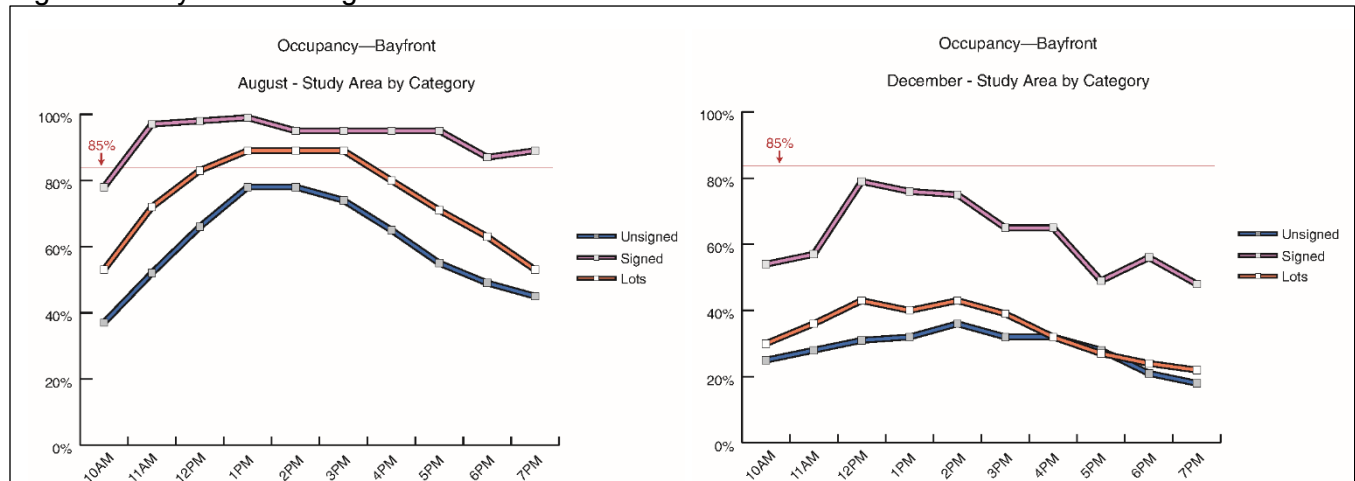 Occupancy—Bayfront
August - Study Area by Category
100%
85%
80%
60%
40%
20%
0%
10AM
11AM
12PM
1PM
2PM
3PM
4PM
5PM
6PM
7PM
Unsigned
Signed
Lots
Occupancy—Bayfront
December - Study Area by Category
100%
85%
80%
60%
40%
20%
0%
10AM
11AM
12PM
1PM
2PM
3PM
4PM
5PM
6PM
7PM
Unsigned
Signed
Lots